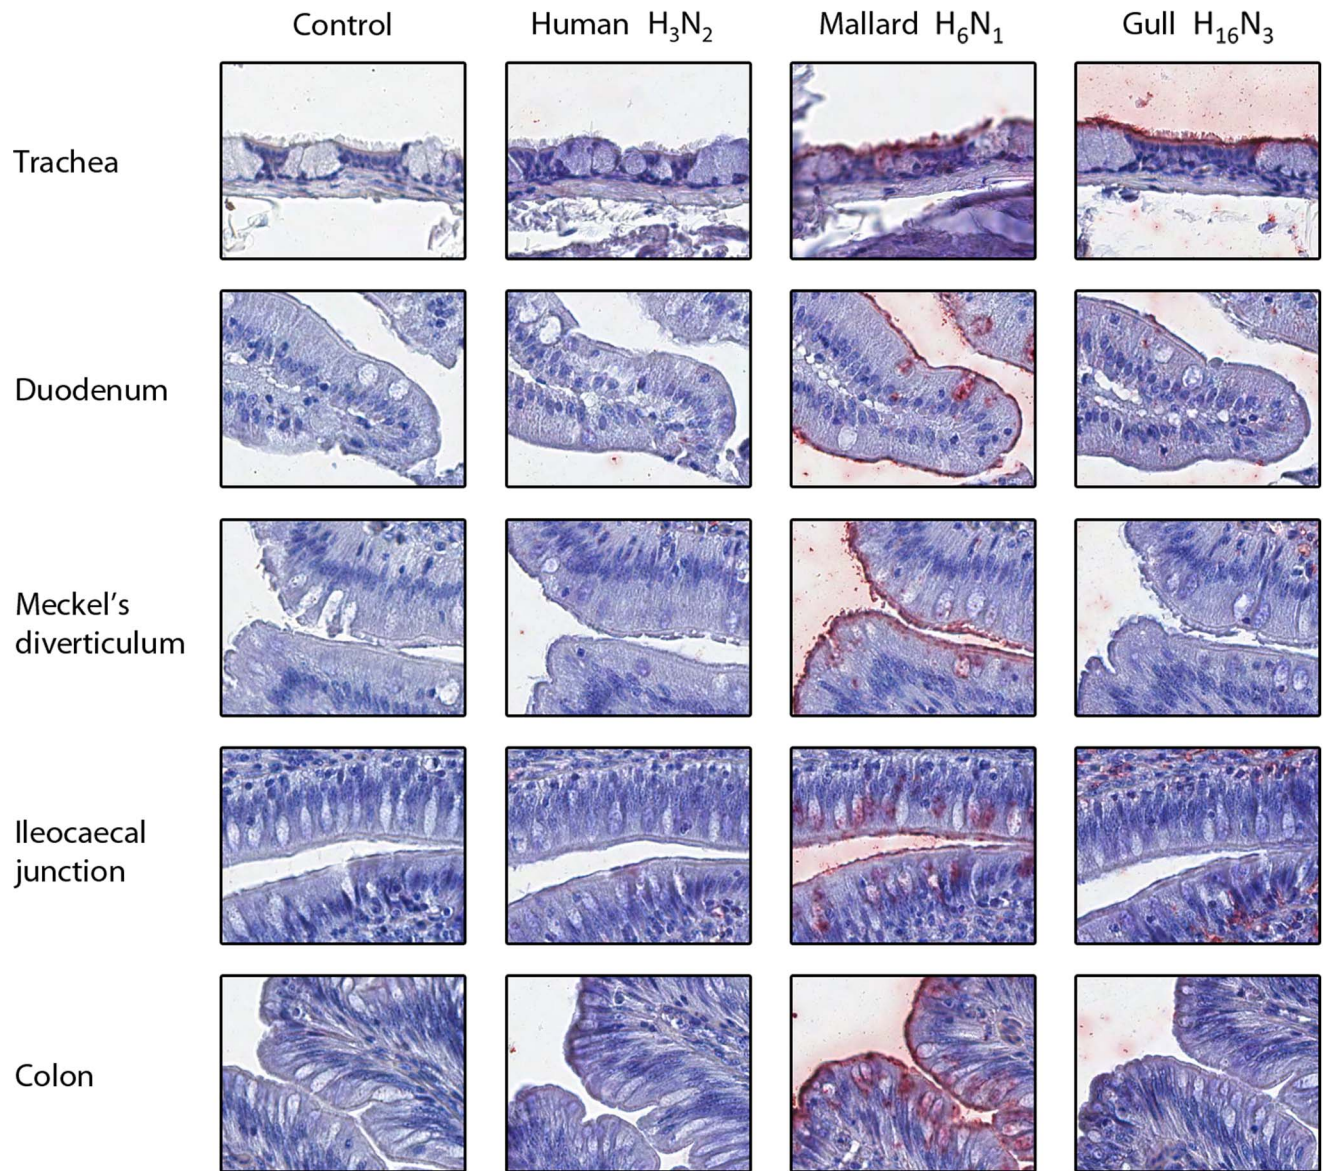 Control Human H₃N₂ Mallard H₆N₁ Gull H₁₆N₃
Trachea
Duodenum
Meckel's
diverticulum
Ileocaecal
junction
Colon